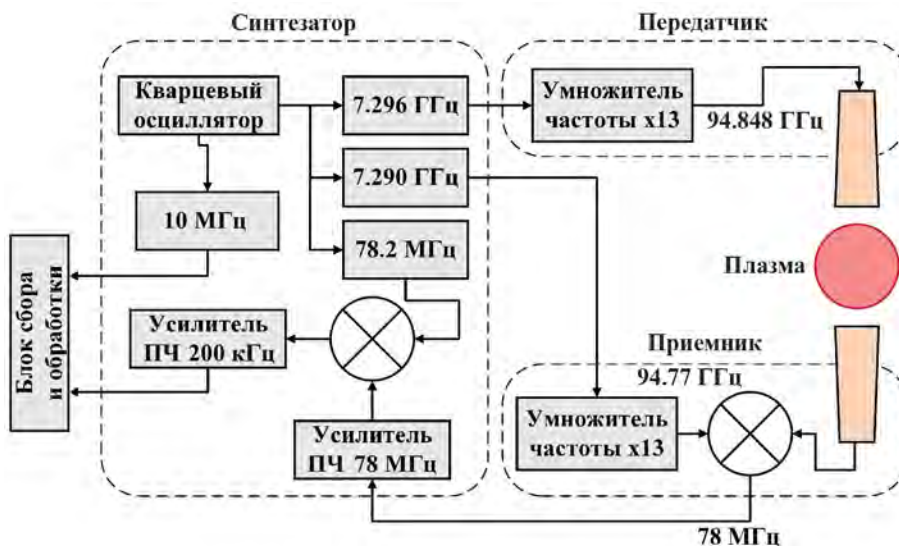 Синтезатор
Передатчик
Кварцевый
осциллятор
7.296 ГГц
Умножитель
частоты x13
94.848 ГГц
7.290 ГГц
10 МГц
78.2 МГц
Плазма
Блок сбора
и обработки
Усилитель
ПЧ 200 кГц
Приемник
94.77 ГГц
Умножитель
частоты x13
Усилитель
ПЧ 78 МГц
78 МГц